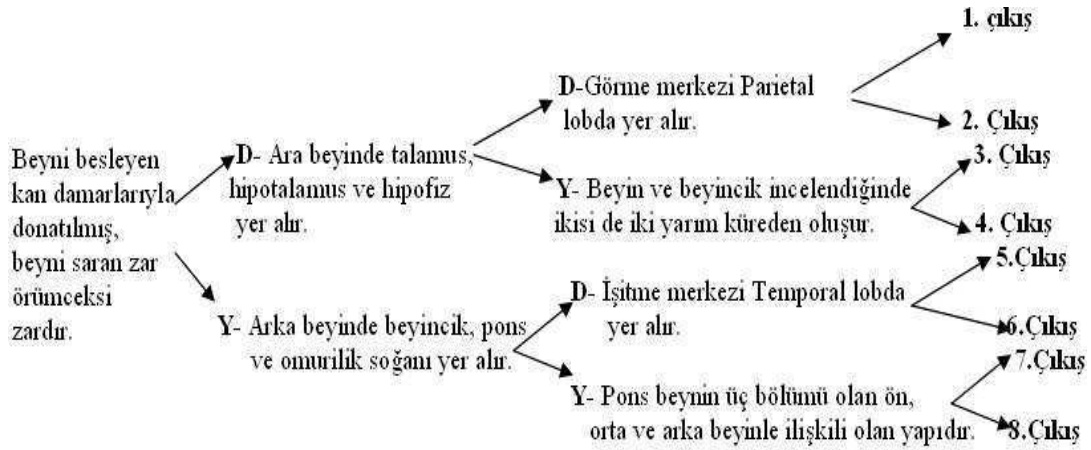 Beyni besleyen
kan damarlarıyla
donatılmış,
beyni saran zar
örümceksi
zardır.
D- Ara beyinde talamus,
hipotalamus ve hipofiz
yer alır.
Y- Arka beyinde beyincik, pons
ve omurilik soğanı yer alır.
D-Görme merkezi Parietal
lobda yer alır.
Y- Beyin ve beyincik incelendiğinde
ikisi de iki yarım küreden oluşur.
D- İşitme merkezi Temporal lobda
yer alır.
Y- Pons beynin üç bölümü olan ön,
orta ve arka beyinle ilişkili olan yapıdır.
1. çıkış
2. Çıkış
3. Çıkış
4. Çıkış
5.Çıkış
6.Çıkış
7.Çıkış
8.Çıkış